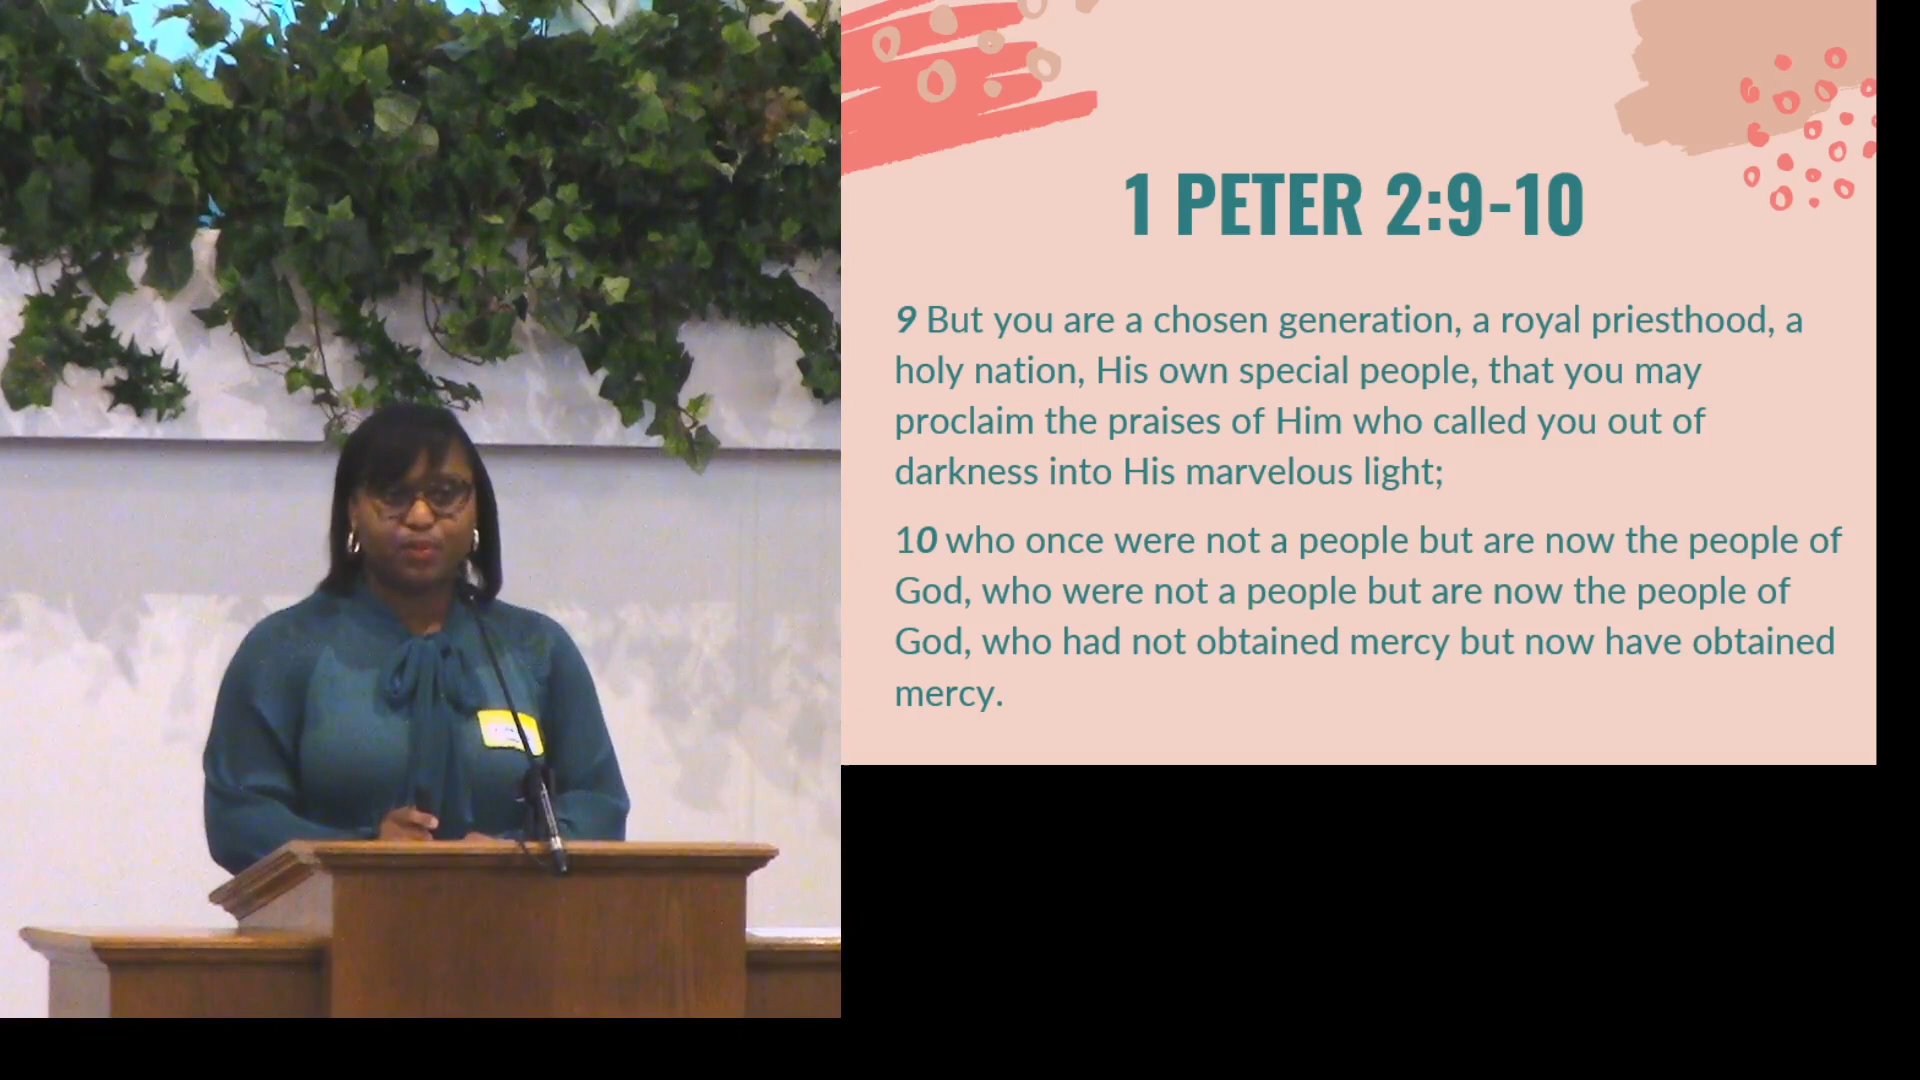 1 PETER 2:9-10
9 But you are a chosen generation, a royal priesthood, a
holy nation, His own special people, that you may
proclaim the praises of Him who called you out of
darkness into His marvelous light;
10 who once were not a people but are now the people of
God, who were not a people but are now the people of
God, who had not obtained mercy but now have obtained
mercy.